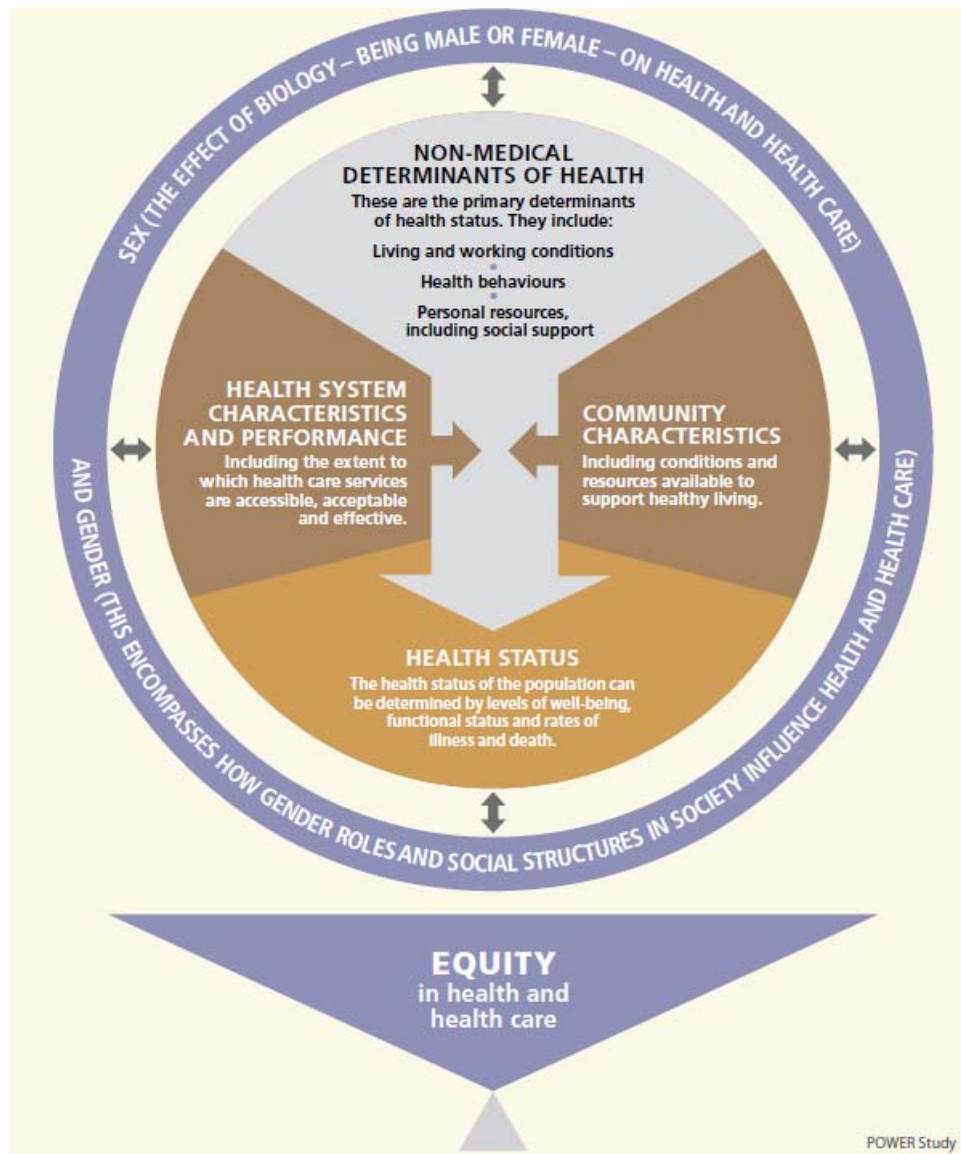 SEX (THE EFFECT OF BIOLOGY – BEING MALE OR FEMALE – ON HEALTH AND HEALTH CARE)
NON-MEDICAL
DETERMINANTS OF HEALTH
These are the primary determinants
of health status. They include:
Living and working conditions
•
Health behaviours
•
Personal resources,
including social support
HEALTH SYSTEM
CHARACTERISTICS
AND PERFORMANCE
Including the extent to
which health care services
are accessible, acceptable
and effective.
COMMUNITY
CHARACTERISTICS
Including conditions and
resources available to
support healthy living.
HEALTH STATUS
The health status of the population can
be determined by levels of well-being,
functional status and rates of
illness and death.
AND GENDER (THIS ENCOMPASSES HOW GENDER ROLES AND SOCIAL STRUCTURES IN SOCIETY INFLUENCE HEALTH AND HEALTH CARE)
EQUITY
in health and
health care
POWER Study